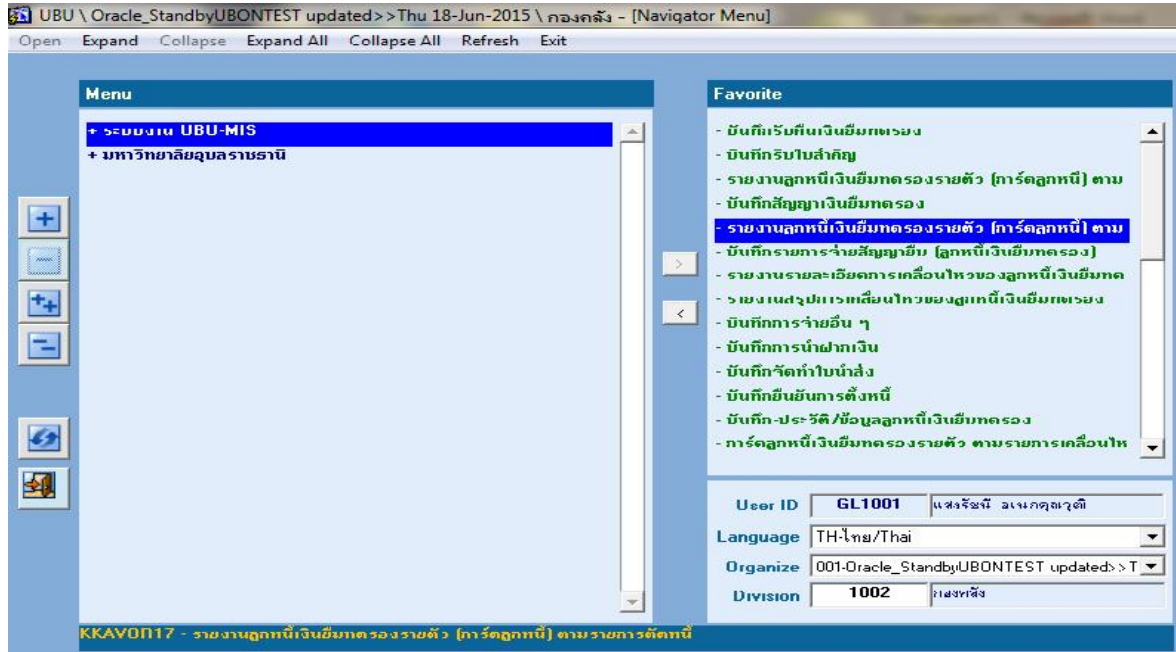 UBU \ Oracle_StandbyUBONTEST updated>>Thu 18-Jun-2015 \ กองคลัง - [Navigator Menu]
Open Expand Collapse Expand All Collapse All Refresh Exit
Menu
+ ระบบงาน UBU-MIS
+ มหาวิทยาลัยอุบลราชธานี
Favorite
- บันทึกรับคืนเงินยืมทดรอง
- บันทึกรับใบสำคัญ
- รายงานลูกหนี้เงินยืมทดรองรายตัว (การ์ดลูกหนี้) ตาม
- บันทึกสัญญาเงินยืมทดรอง
- รายงานลูกหนี้เงินยืมทดรองรายตัว (การ์ดลูกหนี้) ตาม
- บันทึกรายการจ่ายสัญญายืม (ลูกหนี้เงินยืมทดรอง)
- รายงานรายละเอียดการเคลื่อนไหวของลูกหนี้เงินยืมทด
- รายงานสรุปการเคลื่อนไหวของลูกหนี้เงินยืมทดรอง
- บันทึกการจ่ายอื่น ๆ
- บันทึกการนำฝากเงิน
- บันทึกจัดทำใบนำส่ง
- บันทึกยืนยันการตั้งหนี้
- บันทึก-ประวัติ/ข้อมูลลูกหนี้เงินยืมทดรอง
- การ์ดลูกหนี้เงินยืมทดรองรายตัว ตามรายการเคลื่อนไห
User ID GL1001 แสงรัชนี
Language TH-ไทย/Thai
Organize 001-Oracle_StandbyUBONTEST updated>>T
Division 1002 กองคลัง
- รายงานลูกหนี้เงินยืมทดรองรายตัว (การ์ดลูกหนี้) ตามรายการตัดหนี้